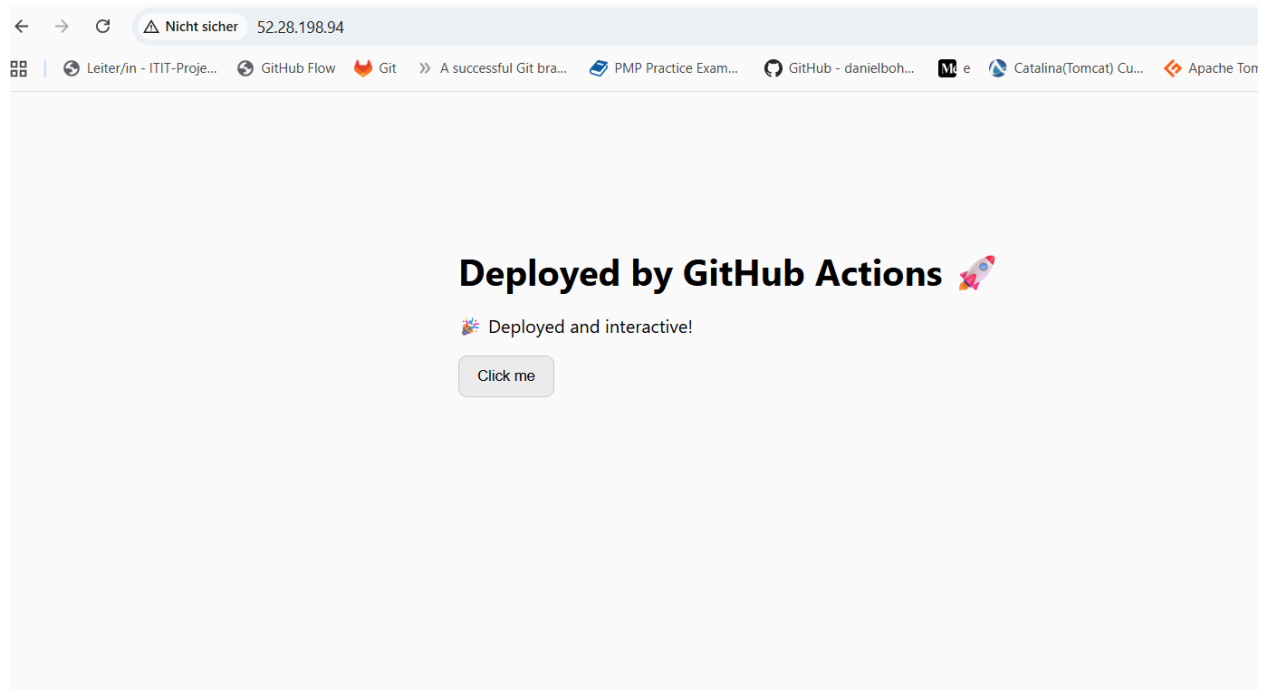 Nicht sicher 52.28.198.94
Leiter/in - ITIT-Proje... GitHub Flow Git A successful Git bra... PMP Practice Exam... GitHub - danielboh... e Catalina(Tomcat) Cu... Apache Tom
Deployed by GitHub Actions 🚀
🎉 Deployed and interactive!
Click me